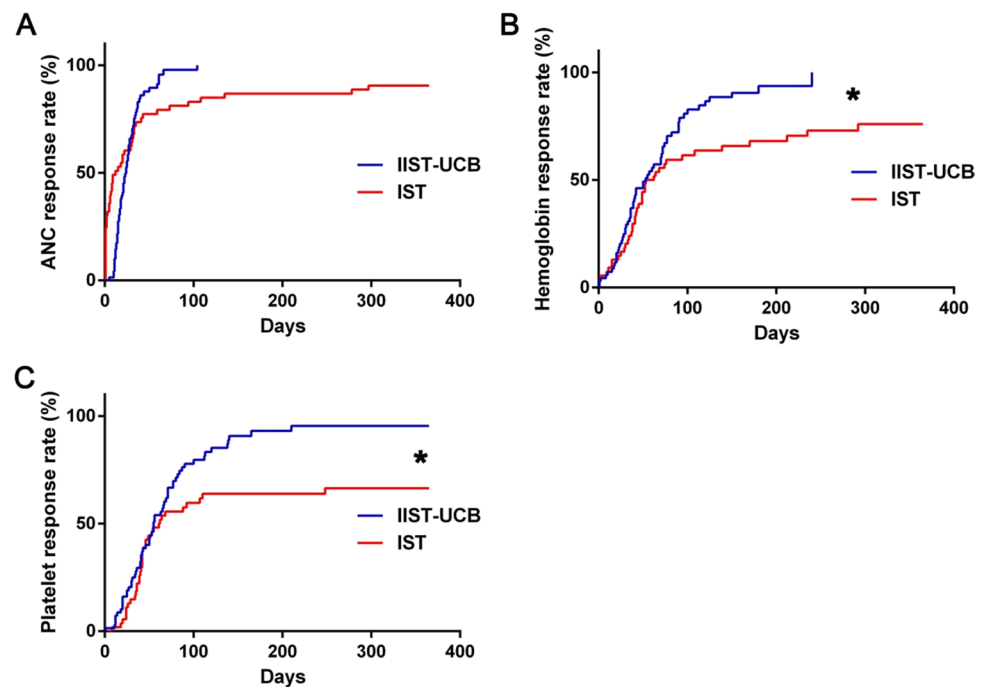 A
ANC response rate (%)
100
50
0
0 100 200 300 400
Days
IIST-UCB
IST
B
Hemoglobin response rate (%)
100
50
0
0 100 200 300 400
Days
*
IIST-UCB
IST
C
Platelet response rate (%)
100
50
0
0 100 200 300 400
Days
*
IIST-UCB
IST